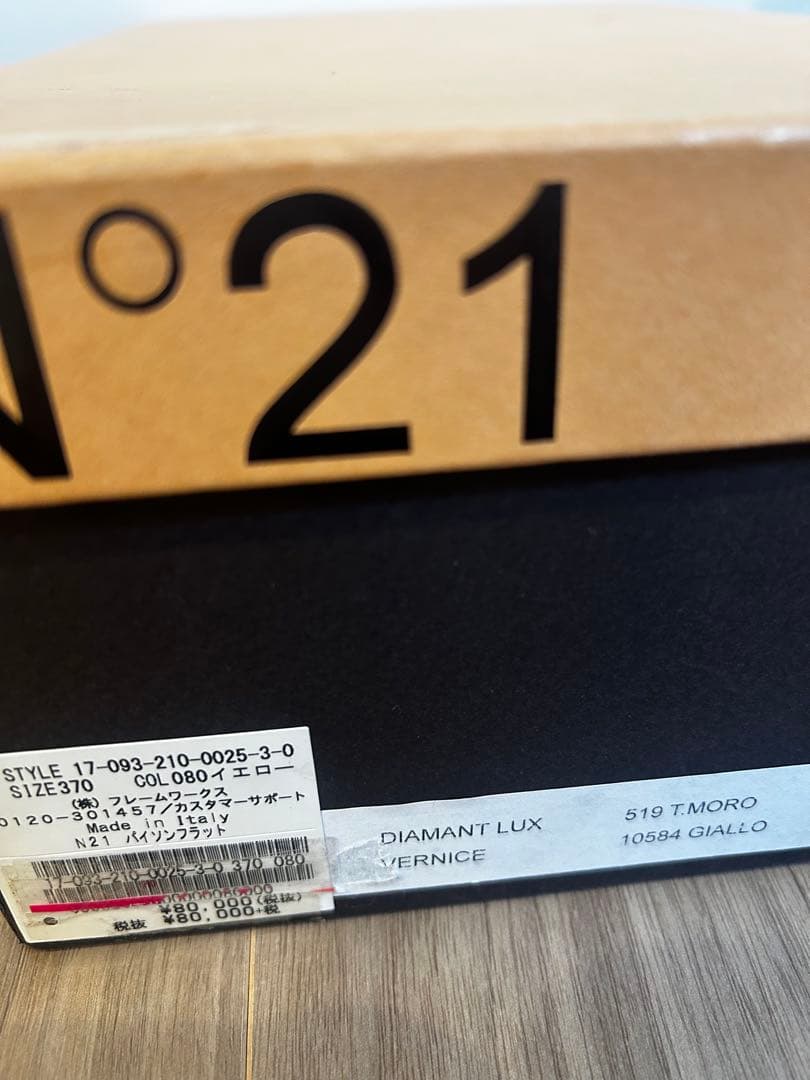 N°21
STYLE 17-093-210-0025-3-0
SIZE370 COL080イエロー
(株)フレームワークス
0120-301457/カスタマーサポート
Made in Italy
N21 パイソンフラット
17-093-210-0025-3-0 370 080
¥80,000(税抜)
税抜 ¥80,000+税
DIAMANT LUX
VERNICE
519 T.MORO
10584 GIALLO